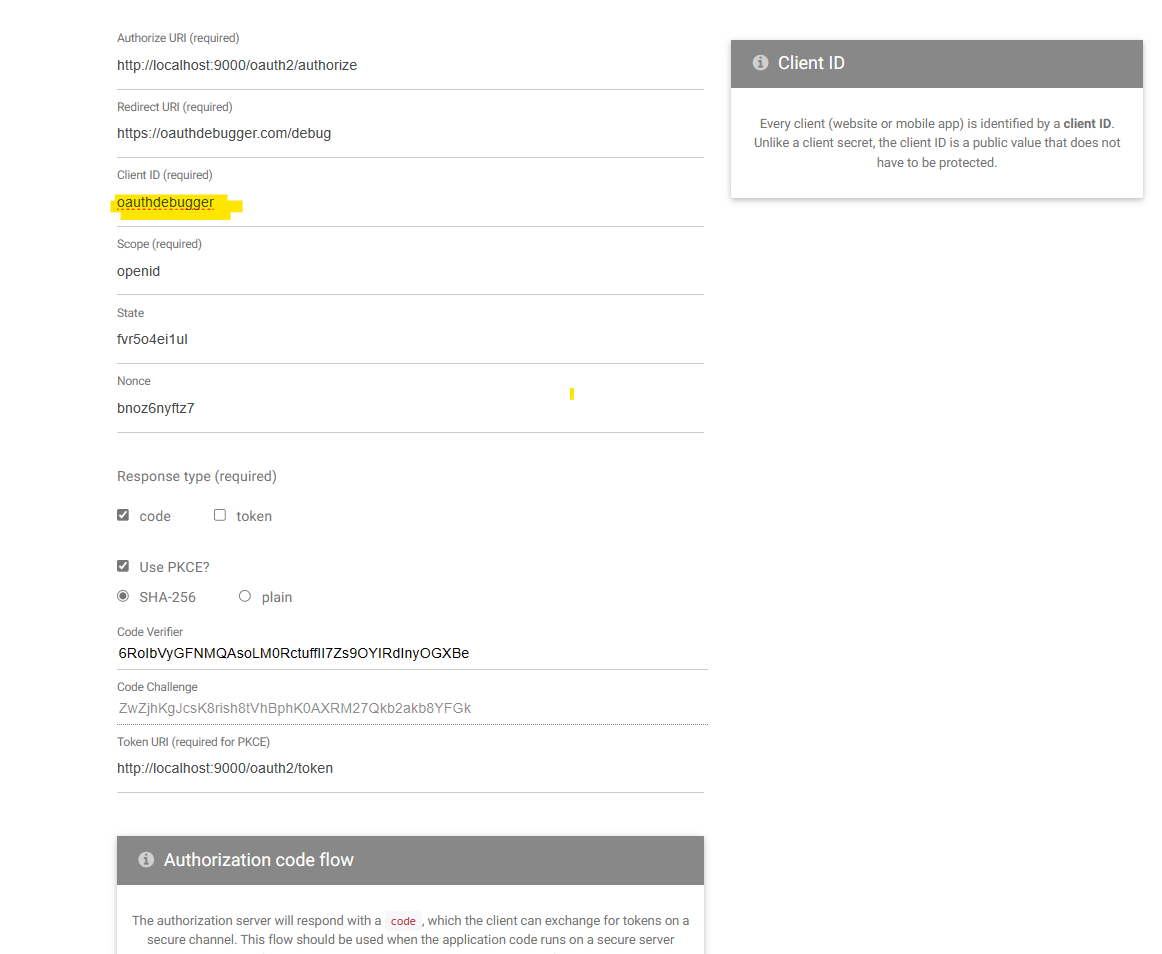 Authorize URI (required)
http://localhost:9000/oauth2/authorize
Redirect URI (required)
https://oauthdebugger.com/debug
Client ID (required)
oauthdebugger
Scope (required)
openid
State
fvr5o4ei1ul
Nonce
bnoz6nyftz7
Response type (required)
code
token
Use PKCE?
SHA-256
plain
Code Verifier
6RoIbVyGFNMQAsoLM0RctuffII7Zs9OYIRdInyOGXBe
Code Challenge
ZwZjhKgJcsK8rish8tVhBphK0AXRM27Qkb2akb8YFGk
Token URI (required for PKCE)
http://localhost:9000/oauth2/token
Authorization code flow
The authorization server will respond with a code, which the client can exchange for tokens on a
secure channel. This flow should be used when the application code runs on a secure server
Client ID
Every client (website or mobile app) is identified by a client ID.
Unlike a client secret, the client ID is a public value that does not
have to be protected.